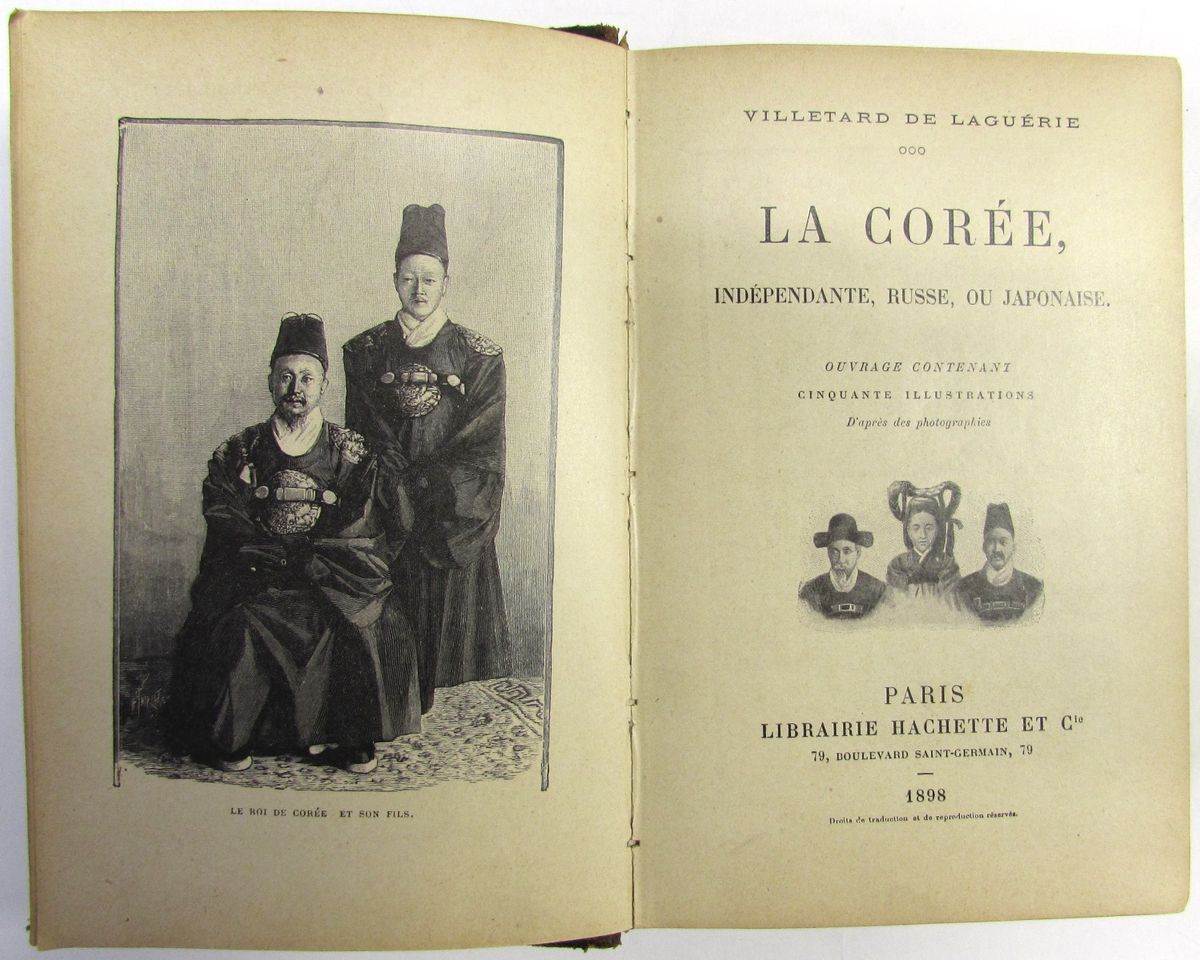 LE ROI DE CORÉE ET SON FILS.
VILLETARD DE LAGUÉRIE
LA CORÉE,
INDÉPENDANTE, RUSSE, OU JAPONAISE.
OUVRAGE CONTENANT
CINQUANTE ILLUSTRATIONS
D'après des photographies
PARIS
LIBRAIRIE HACHETTE ET Cie
79, BOULEVARD SAINT-GERMAIN, 79
1898
Droits de traduction et de reproduction réservés.